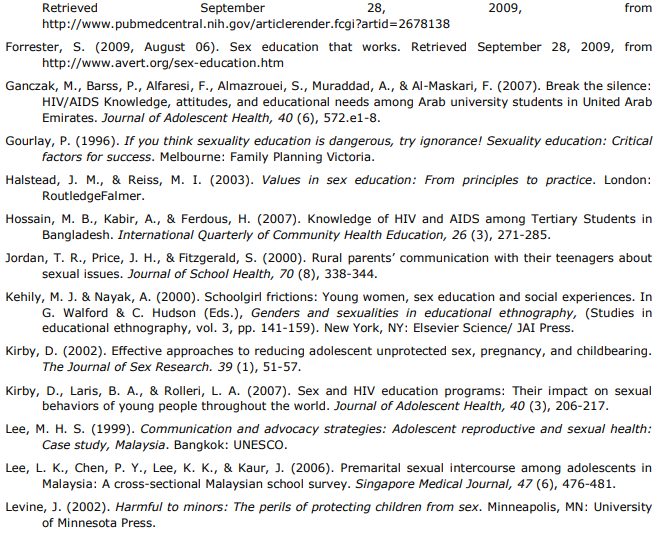 Retrieved September 28, 2009, from
http://www.pubmedcentral.nih.gov/articlerender.fcgi?artid=2678138
Forrester, S. (2009, August 06). Sex education that works. Retrieved September 28, 2009, from
http://www.avert.org/sex-education.htm
Ganczak, M., Barss, P., Alfaresi, F., Almazrouei, S., Muraddad, A., & Al-Maskari, F. (2007). Break the silence:
HIV/AIDS Knowledge, attitudes, and educational needs among Arab university students in United Arab
Emirates. Journal of Adolescent Health, 40 (6), 572.e1-8.
Gourlay, P. (1996). If you think sexuality education is dangerous, try ignorance! Sexuality education: Critical
factors for success. Melbourne: Family Planning Victoria.
Halstead, J. M., & Reiss, M. I. (2003). Values in sex education: From principles to practice. London:
RoutledgeFalmer.
Hossain, M. B., Kabir, A., & Ferdous, H. (2007). Knowledge of HIV and AIDS among Tertiary Students in
Bangladesh. International Quarterly of Community Health Education, 26 (3), 271-285.
Jordan, T. R., Price, J. H., & Fitzgerald, S. (2000). Rural parents' communication with their teenagers about
sexual issues. Journal of School Health, 70 (8), 338-344.
Kehily, M. J. & Nayak, A. (2000). Schoolgirl frictions: Young women, sex education and social experiences. In
G. Walford & C. Hudson (Eds.), Genders and sexualities in educational ethnography, (Studies in
educational ethnography, vol. 3, pp. 141-159). New York, NY: Elsevier Science/ JAI Press.
Kirby, D. (2002). Effective approaches to reducing adolescent unprotected sex, pregnancy, and childbearing.
The Journal of Sex Research. 39 (1), 51-57.
Kirby, D., Laris, B. A., & Rolleri, L. A. (2007). Sex and HIV education programs: Their impact on sexual
behaviors of young people throughout the world. Journal of Adolescent Health, 40 (3), 206-217.
Lee, M. H. S. (1999). Communication and advocacy strategies: Adolescent reproductive and sexual health:
Case study, Malaysia. Bangkok: UNESCO.
Lee, L. K., Chen, P. Y., Lee, K. K., & Kaur, J. (2006). Premarital sexual intercourse among adolescents in
Malaysia: A cross-sectional Malaysian school survey. Singapore Medical Journal, 47 (6), 476-481.
Levine, J. (2002). Harmful to minors: The perils of protecting children from sex. Minneapolis, MN: University
of Minnesota Press.